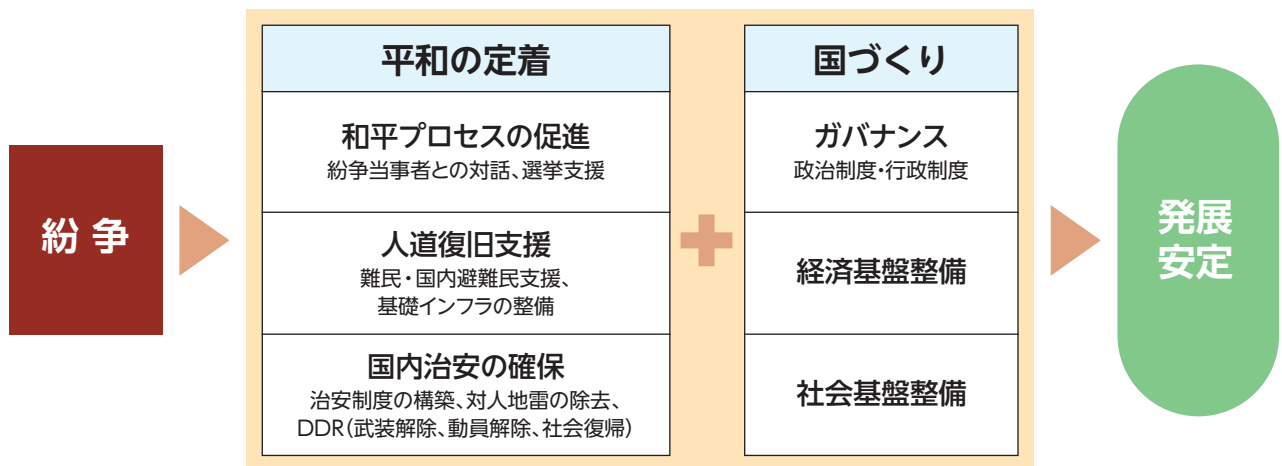 紛争
平和の定着
和平プロセスの促進
紛争当事者との対話、選挙支援
人道復旧支援
難民・国内避難民支援、
基礎インフラの整備
国内治安の確保
治安制度の構築、対人地雷の除去、
DDR(武装解除、動員解除、社会復帰)
国づくり
ガバナンス
政治制度・行政制度
経済基盤整備
社会基盤整備
発展
安定